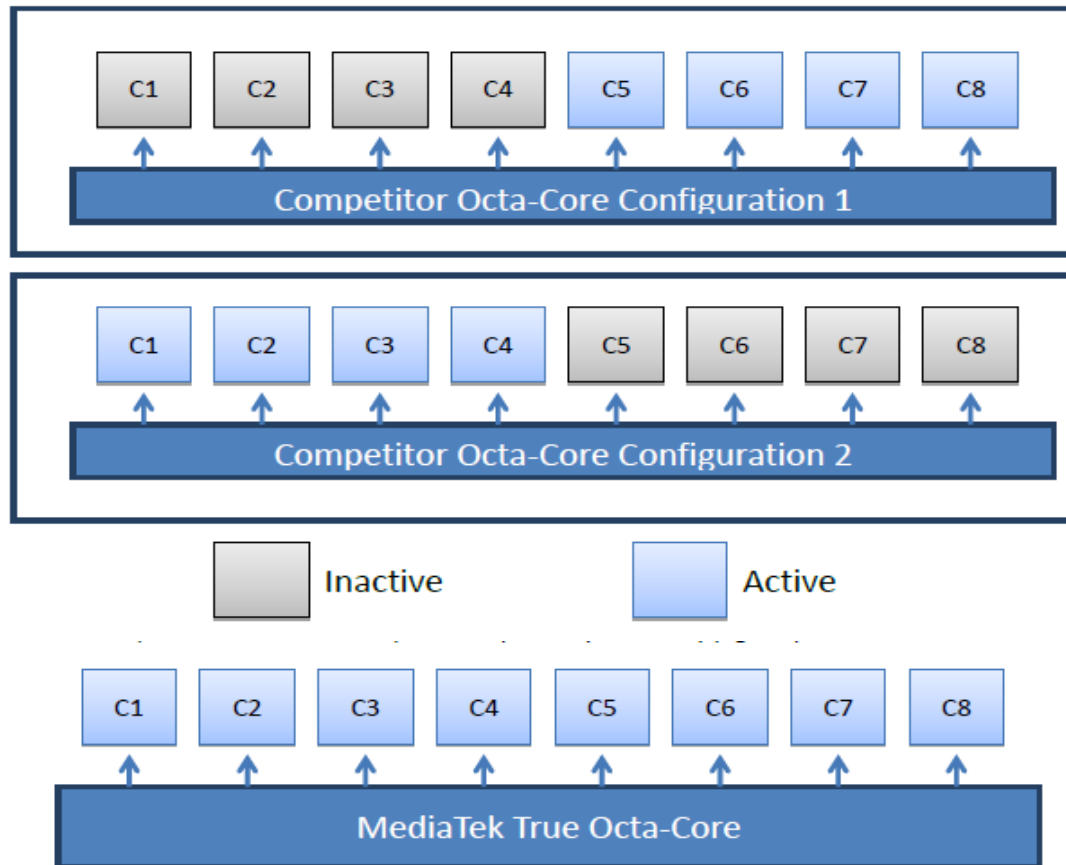 C1 C2 C3 C4 C5 C6 C7 C8
Competitor Octa-Core Configuration 1
C1 C2 C3 C4 C5 C6 C7 C8
Competitor Octa-Core Configuration 2
Inactive Active
C1 C2 C3 C4 C5 C6 C7 C8
MediaTek True Octa-Core